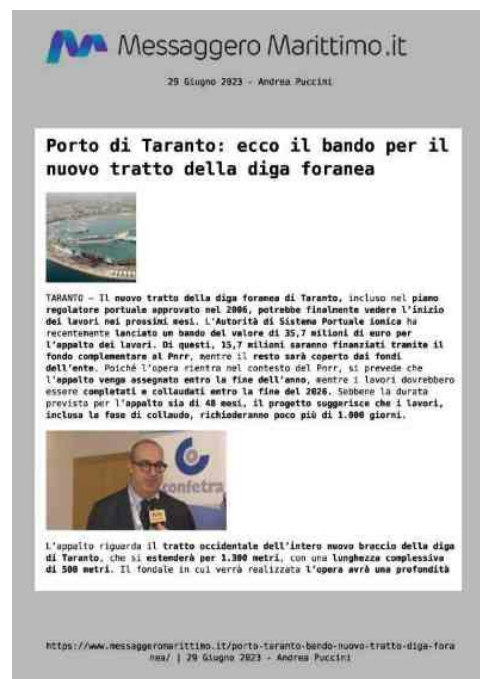 Messaggero Marittimo.it
29 Giugno 2023 - Andrea Puccini
Porto di Taranto: ecco il bando per il
nuovo tratto della diga foranea
TARANTO – Il nuovo tratto della diga foranea di Taranto, incluso nel piano
regolatore portuale approvato nel 2006, potrebbe finalmente vedere l'inizio
dei lavori nei prossimi mesi. L'Autorità di Sistema Portuale ionica ha
recentemente lanciato un bando del valore di 35,7 milioni di euro per
l'appalto dei lavori. Di questi, 15,7 milioni saranno finanziati tramite il
fondo complementare al Pnrr, mentre il resto sarà coperto dai fondi
dell'ente. Poiché l'opera rientra nel contesto del Pnrr, si prevede che
l'appalto venga assegnato entro la fine dell'anno, mentre i lavori dovrebbero
essere completati e collaudati entro la fine del 2026. Sebbene la durata
prevista per l'appalto sia di 48 mesi, il progetto suggerisce che i lavori,
inclusa la fase di collaudo, richiederanno poco più di 1.000 giorni.
confetra
L'appalto riguarda il tratto occidentale dell'intero nuovo braccio della diga
di Taranto, che si estenderà per 1.300 metri, con una lunghezza complessiva
di 500 metri. Il fondale in cui verrà realizzata l'opera avrà una profondità
https://www.messaggeromarittimo.it/porto-taranto-bando-nuovo-tratto-diga-fora
nea/ | 29 Giugno 2023 - Andrea Puccini